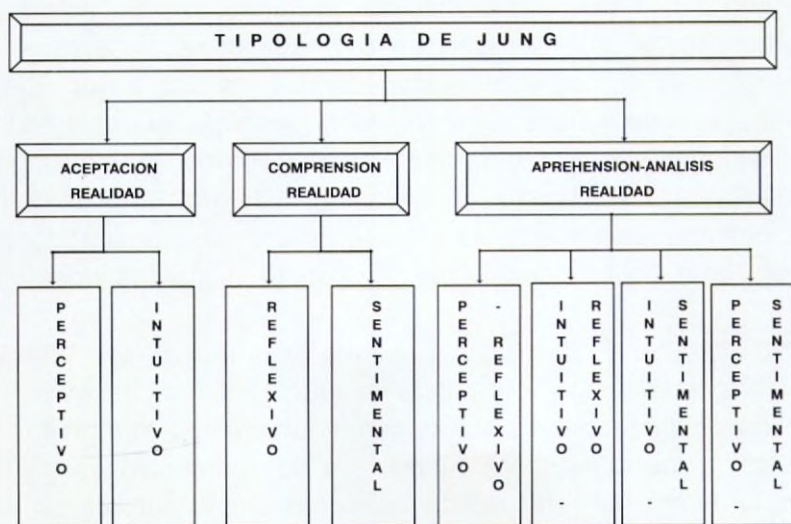 TIPOLOGIA DE JUNG
ACEPTACION
REALIDAD
COMPRENSION
REALIDAD
APREHENSION-ANALISIS
REALIDAD
PERCEPTIVO
INTUITIVO
REFLEXIVO
SENTIMENTAL
PERCEPTIVO
- REFLEXIVO
INTUITIVO
REFLEXIVO -
INTUITIVO -
SENTIMENTAL
PERCEPTIVO -
SENTIMENTAL